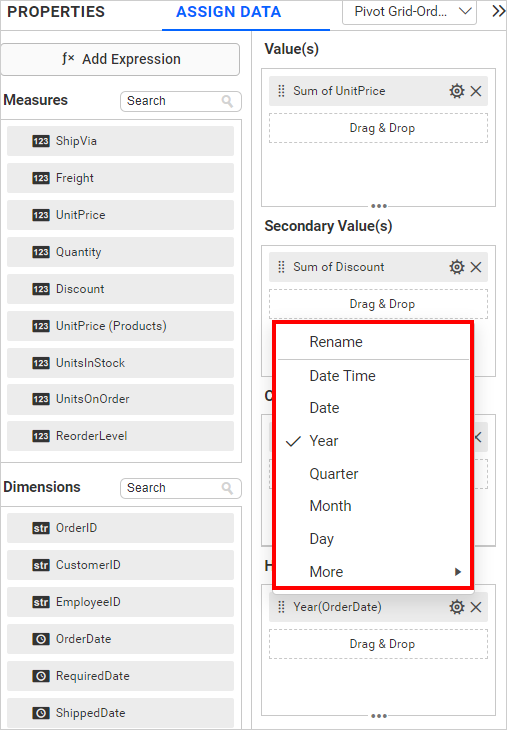 PROPERTIES
ASSIGN DATA
Pivot Grid-Ord...
ƒx Add Expression
Measures
Search
123 ShipVia
123 Freight
123 UnitPrice
123 Quantity
123 Discount
123 UnitPrice (Products)
123 UnitsInStock
123 UnitsOnOrder
123 ReorderLevel
Dimensions
Search
str OrderID
str CustomerID
str EmployeeID
OrderDate
RequiredDate
ShippedDate
Value(s)
Sum of UnitPrice
Drag & Drop
Secondary Value(s)
Sum of Discount
Drag & Drop
Rename
Date Time
Date
Year
Quarter
Month
Day
More
Year(OrderDate)
Drag & Drop